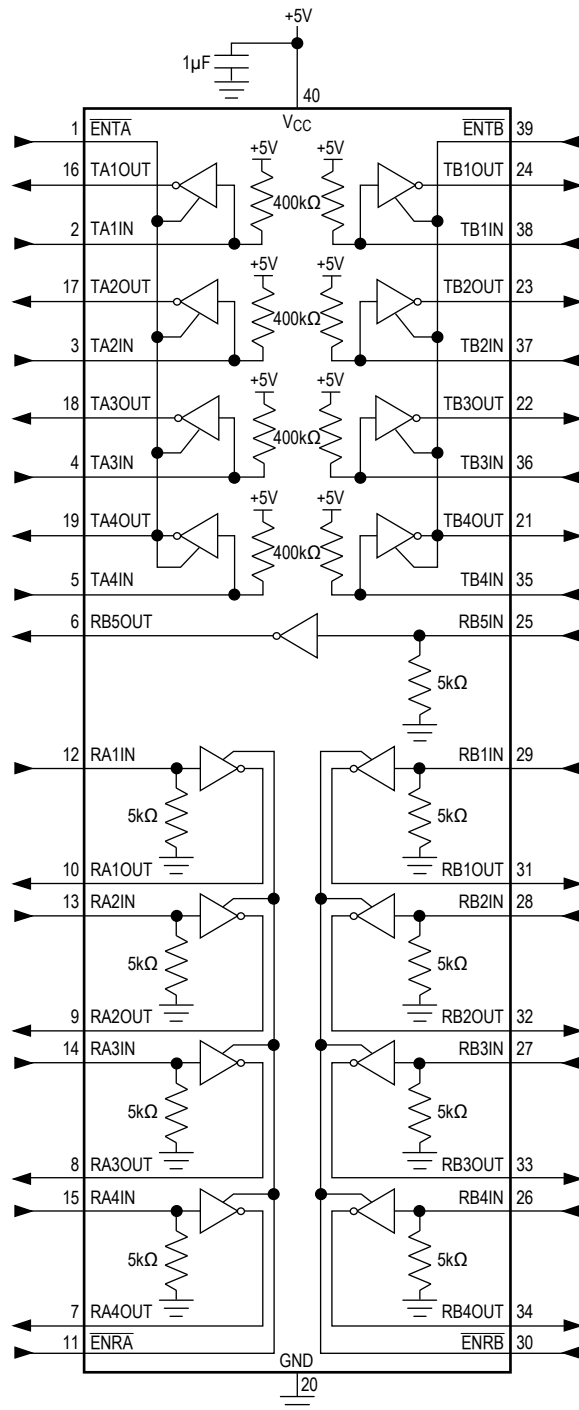 +5V
1µF
40
VCC
1 ENTA ENTB 39
+5V +5V
16 TA1OUT TB1OUT 24
400kΩ
2 TA1IN TB1IN 38
+5V +5V
17 TA2OUT TB2OUT 23
400kΩ
3 TA2IN TB2IN 37
+5V +5V
18 TA3OUT TB3OUT 22
400kΩ
4 TA3IN TB3IN 36
+5V +5V
19 TA4OUT TB4OUT 21
400kΩ
5 TA4IN TB4IN 35
6 RB5OUT RB5IN 25
5kΩ
12 RA1IN RB1IN 29
5kΩ 5kΩ
10 RA1OUT RB1OUT 31
13 RA2IN RB2IN 28
5kΩ 5kΩ
9 RA2OUT RB2OUT 32
14 RA3IN RB3IN 27
5kΩ 5kΩ
8 RA3OUT RB3OUT 33
15 RA4IN RB4IN 26
5kΩ 5kΩ
7 RA4OUT RB4OUT 34
11 ENRA ENRB 30
GND
20